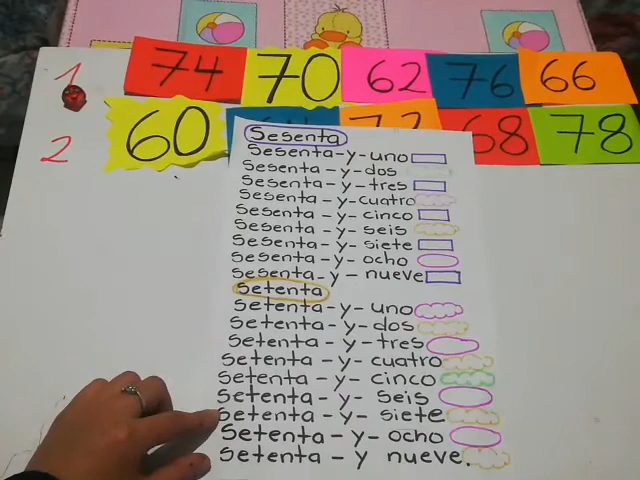 1 74 70 62 76 66
2 60 72 68 78
Sesenta
Sesenta-y-uno
Sesenta-y-dos
Sesenta-y-tres
Sesenta-y-cuatro
Sesenta-y-cinco
Sesenta-y-seis
Sesenta-y-siete
Sesenta-y-ocho
Sesenta-y-nueve
Setenta
Setenta-y-uno
Setenta-y-dos
Setenta-y-tres
Setenta-y-cuatro
Setenta-y-cinco
Setenta-y-seis
Setenta-y-siete
Setenta-y-ocho
Setenta-y nueve.